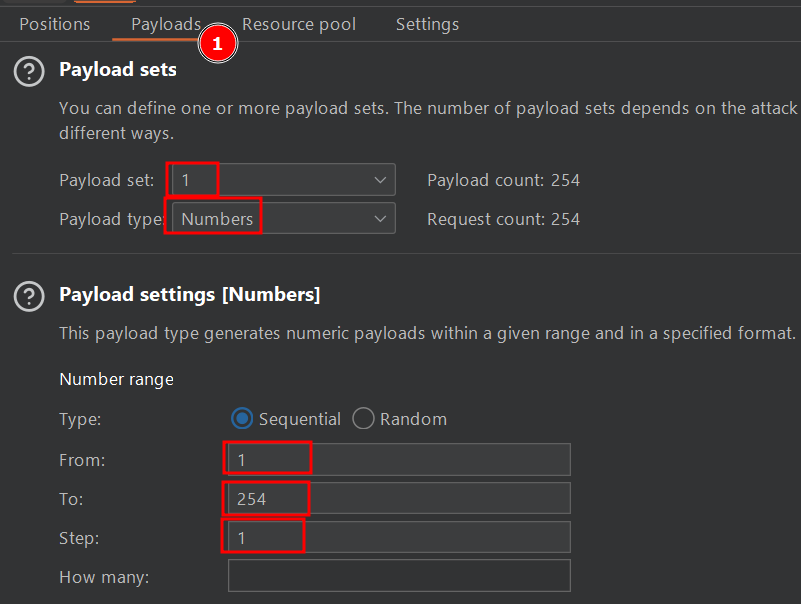 Positions Payloads Resource pool Settings
1
Payload sets
You can define one or more payload sets. The number of payload sets depends on the attack
different ways.
Payload set: 1 Payload count: 254
Payload type: Numbers Request count: 254
Payload settings [Numbers]
This payload type generates numeric payloads within a given range and in a specified format.
Number range
Type: Sequential Random
From: 1
To: 254
Step: 1
How many: